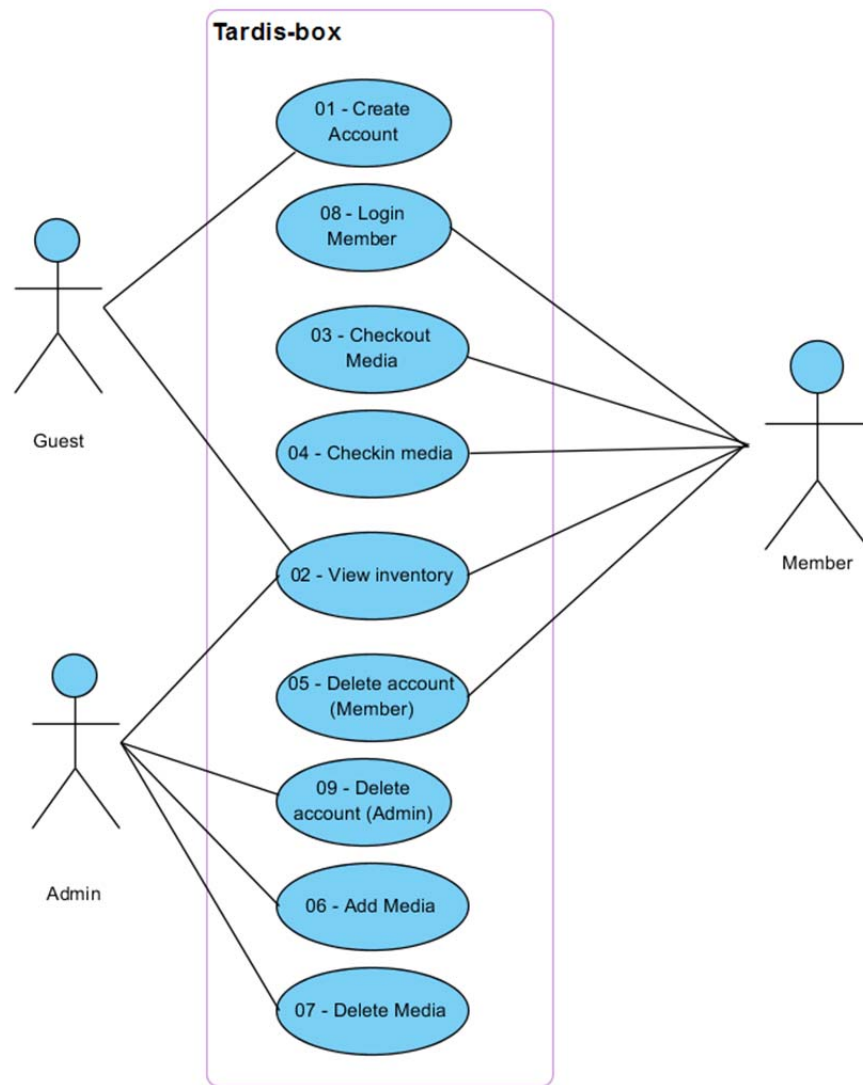 Tardis-box
01 - Create
Account
08 - Login
Member
03 - Checkout
Media
Guest
04 - Checkin media
Member
02 - View inventory
05 - Delete account
(Member)
09 - Delete
account (Admin)
Admin
06 - Add Media
07 - Delete Media